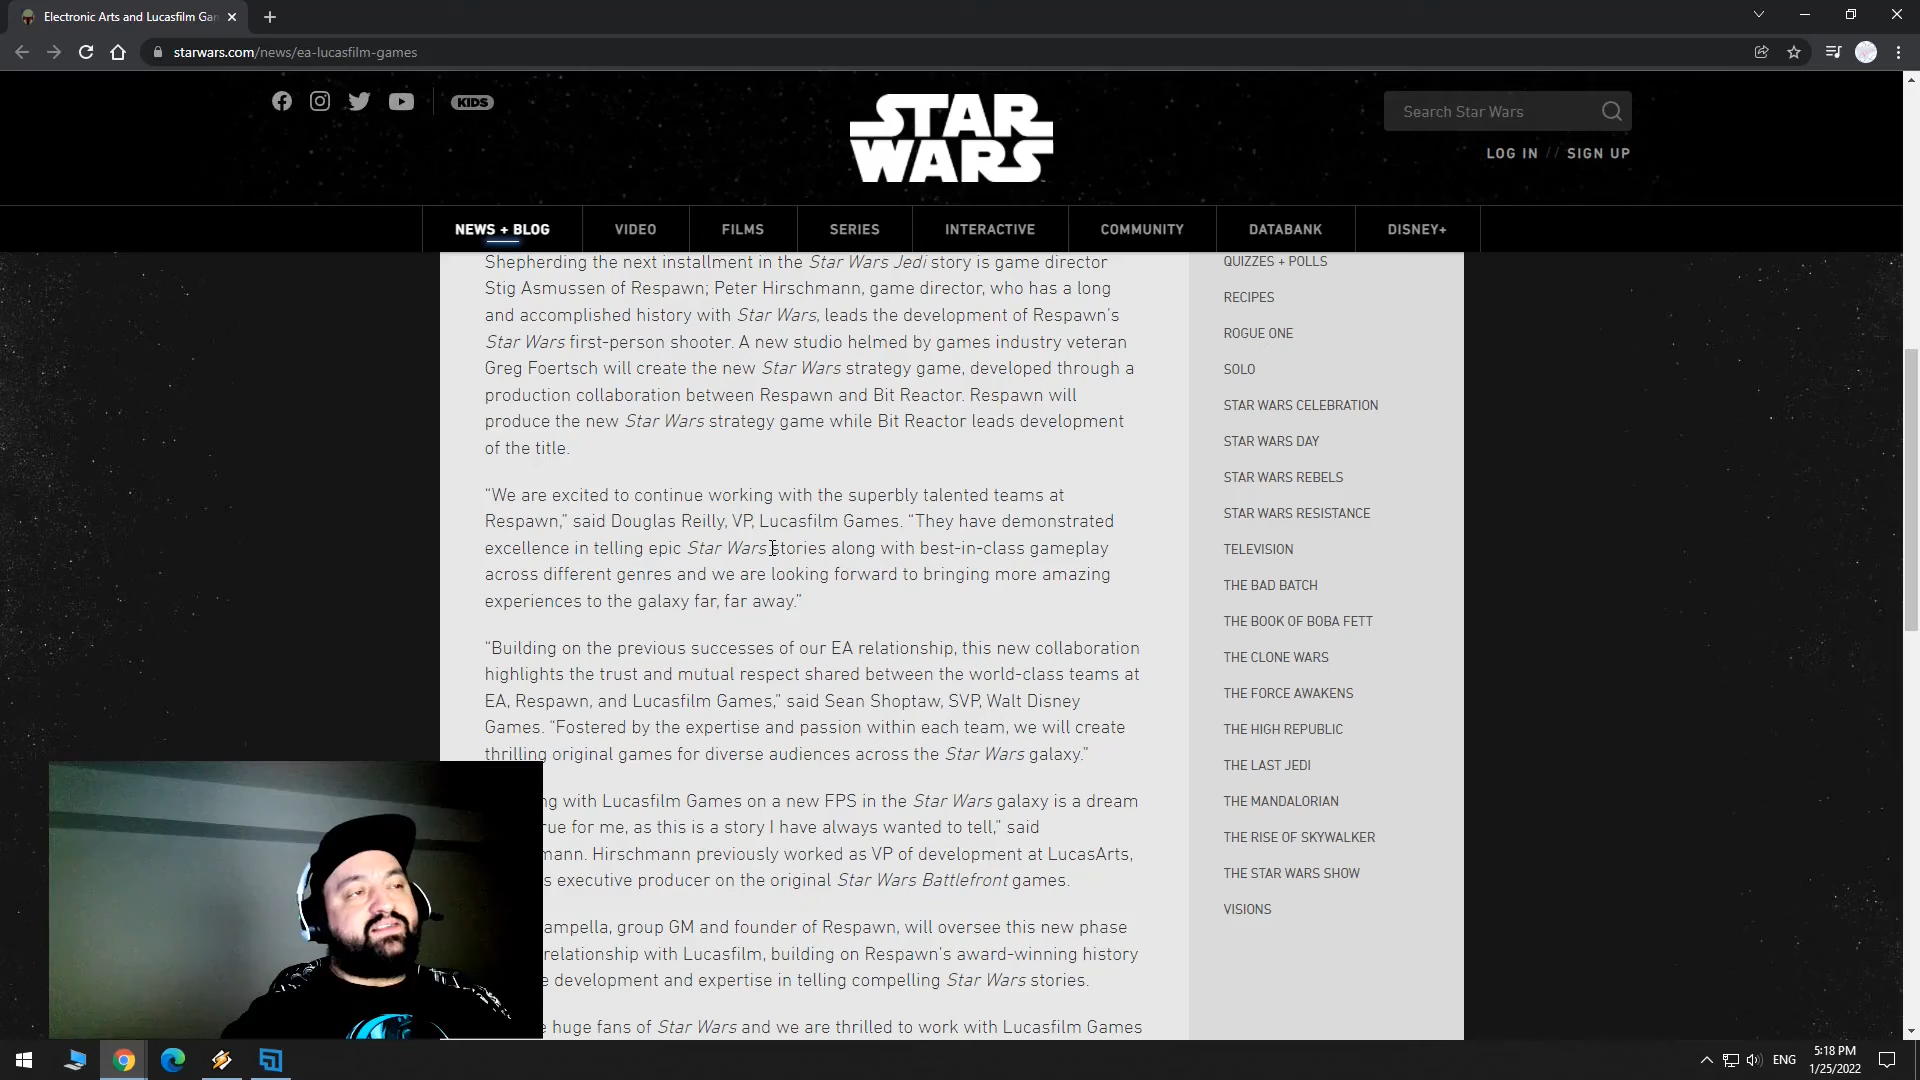 Electronic Arts and Lucasfilm Gam
starwars.com/news/ea-lucasfilm-games
KIDS
STAR WARS
Search Star Wars
LOG IN // SIGN UP
NEWS + BLOG
VIDEO
FILMS
SERIES
INTERACTIVE
COMMUNITY
DATABANK
DISNEY+
Shepherding the next installment in the Star Wars Jedi story is game director
Stig Asmussen of Respawn; Peter Hirschmann, game director, who has a long
and accomplished history with Star Wars, leads the development of Respawn’s
Star Wars first-person shooter. A new studio helmed by games industry veteran
Greg Foertsch will create the new Star Wars strategy game, developed through a
production collaboration between Respawn and Bit Reactor. Respawn will
produce the new Star Wars strategy game while Bit Reactor leads development
of the title.
“We are excited to continue working with the superbly talented teams at
Respawn,” said Douglas Reilly, VP, Lucasfilm Games. “They have demonstrated
excellence in telling epic Star Wars stories along with best-in-class gameplay
across different genres and we are looking forward to bringing more amazing
experiences to the galaxy far, far away.”
“Building on the previous successes of our EA relationship, this new collaboration
highlights the trust and mutual respect shared between the world-class teams at
EA, Respawn, and Lucasfilm Games,” said Sean Shoptaw, SVP, Walt Disney
Games. “Fostered by the expertise and passion within each team, we will create
thrilling original games for diverse audiences across the Star Wars galaxy.”
ng with Lucasfilm Games on a new FPS in the Star Wars galaxy is a dream
rue for me, as this is a story I have always wanted to tell,” said
mann. Hirschmann previously worked as VP of development at LucasArts,
s executive producer on the original Star Wars Battlefront games.
ampella, group GM and founder of Respawn, will oversee this new phase
relationship with Lucasfilm, building on Respawn’s award-winning history
e development and expertise in telling compelling Star Wars stories.
e huge fans of Star Wars and we are thrilled to work with Lucasfilm Games
QUIZZES + POLLS
RECIPES
ROGUE ONE
SOLO
STAR WARS CELEBRATION
STAR WARS DAY
STAR WARS REBELS
STAR WARS RESISTANCE
TELEVISION
THE BAD BATCH
THE BOOK OF BOBA FETT
THE CLONE WARS
THE FORCE AWAKENS
THE HIGH REPUBLIC
THE LAST JEDI
THE MANDALORIAN
THE RISE OF SKYWALKER
THE STAR WARS SHOW
VISIONS
ENG
5:18 PM
1/25/2022